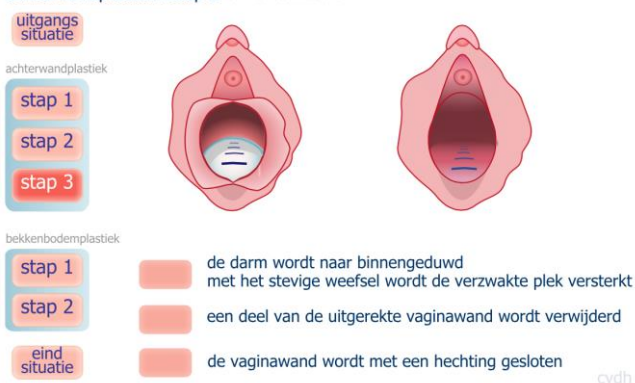 uitgangs
situatie
achterwandplastiek
stap 1
stap 2
stap 3
bekkenbodemplastiek
stap 1
stap 2
eind
situatie
de darm wordt naar binnengeduwd
met het stevige weefsel wordt de verzwakte plek versterkt
een deel van de uitgerekte vaginawand wordt verwijderd
de vaginawand wordt met een hechting gesloten
cvdh